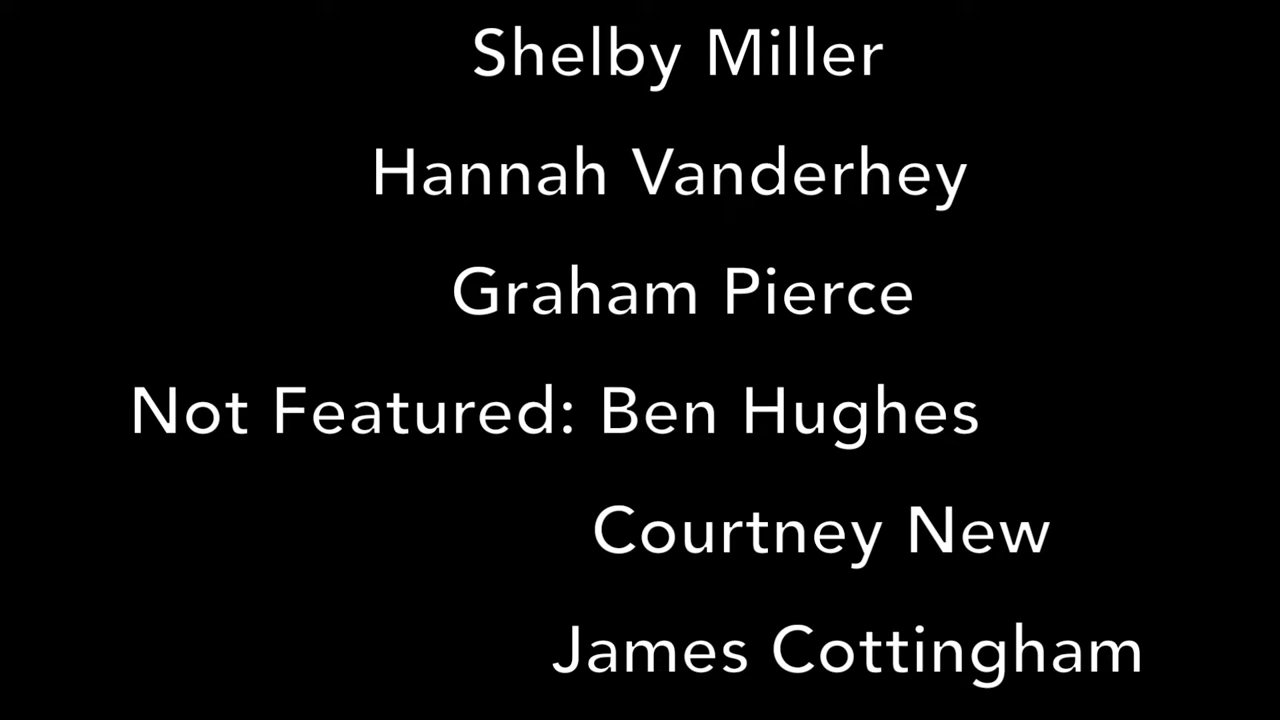 Shelby Miller
Hannah Vanderhey
Graham Pierce
Not Featured: Ben Hughes
Courtney New
James Cottingham